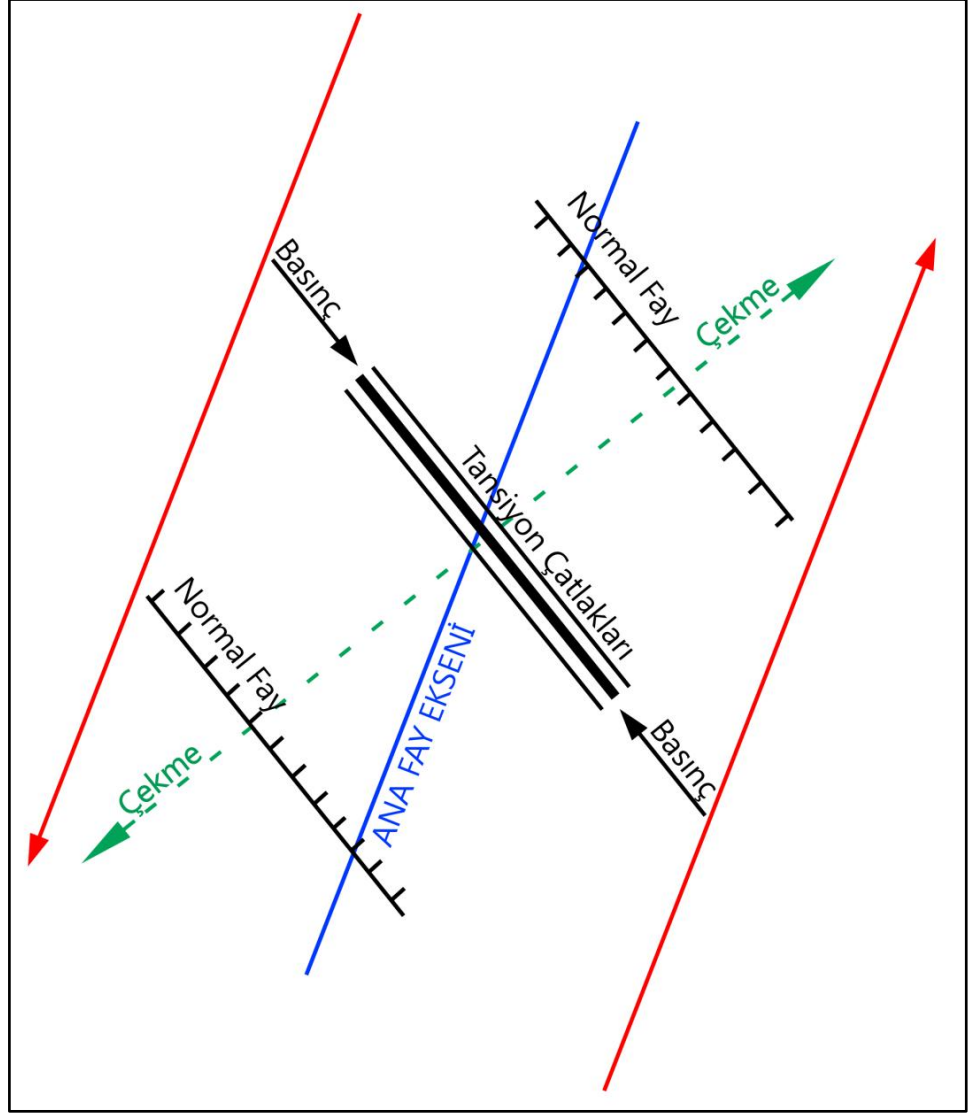 Normal Fay
Basınç
Çekme
Tansiyon Çatlakları
Normal Fay
ANA FAY EKSENİ
Basınç
Çekme